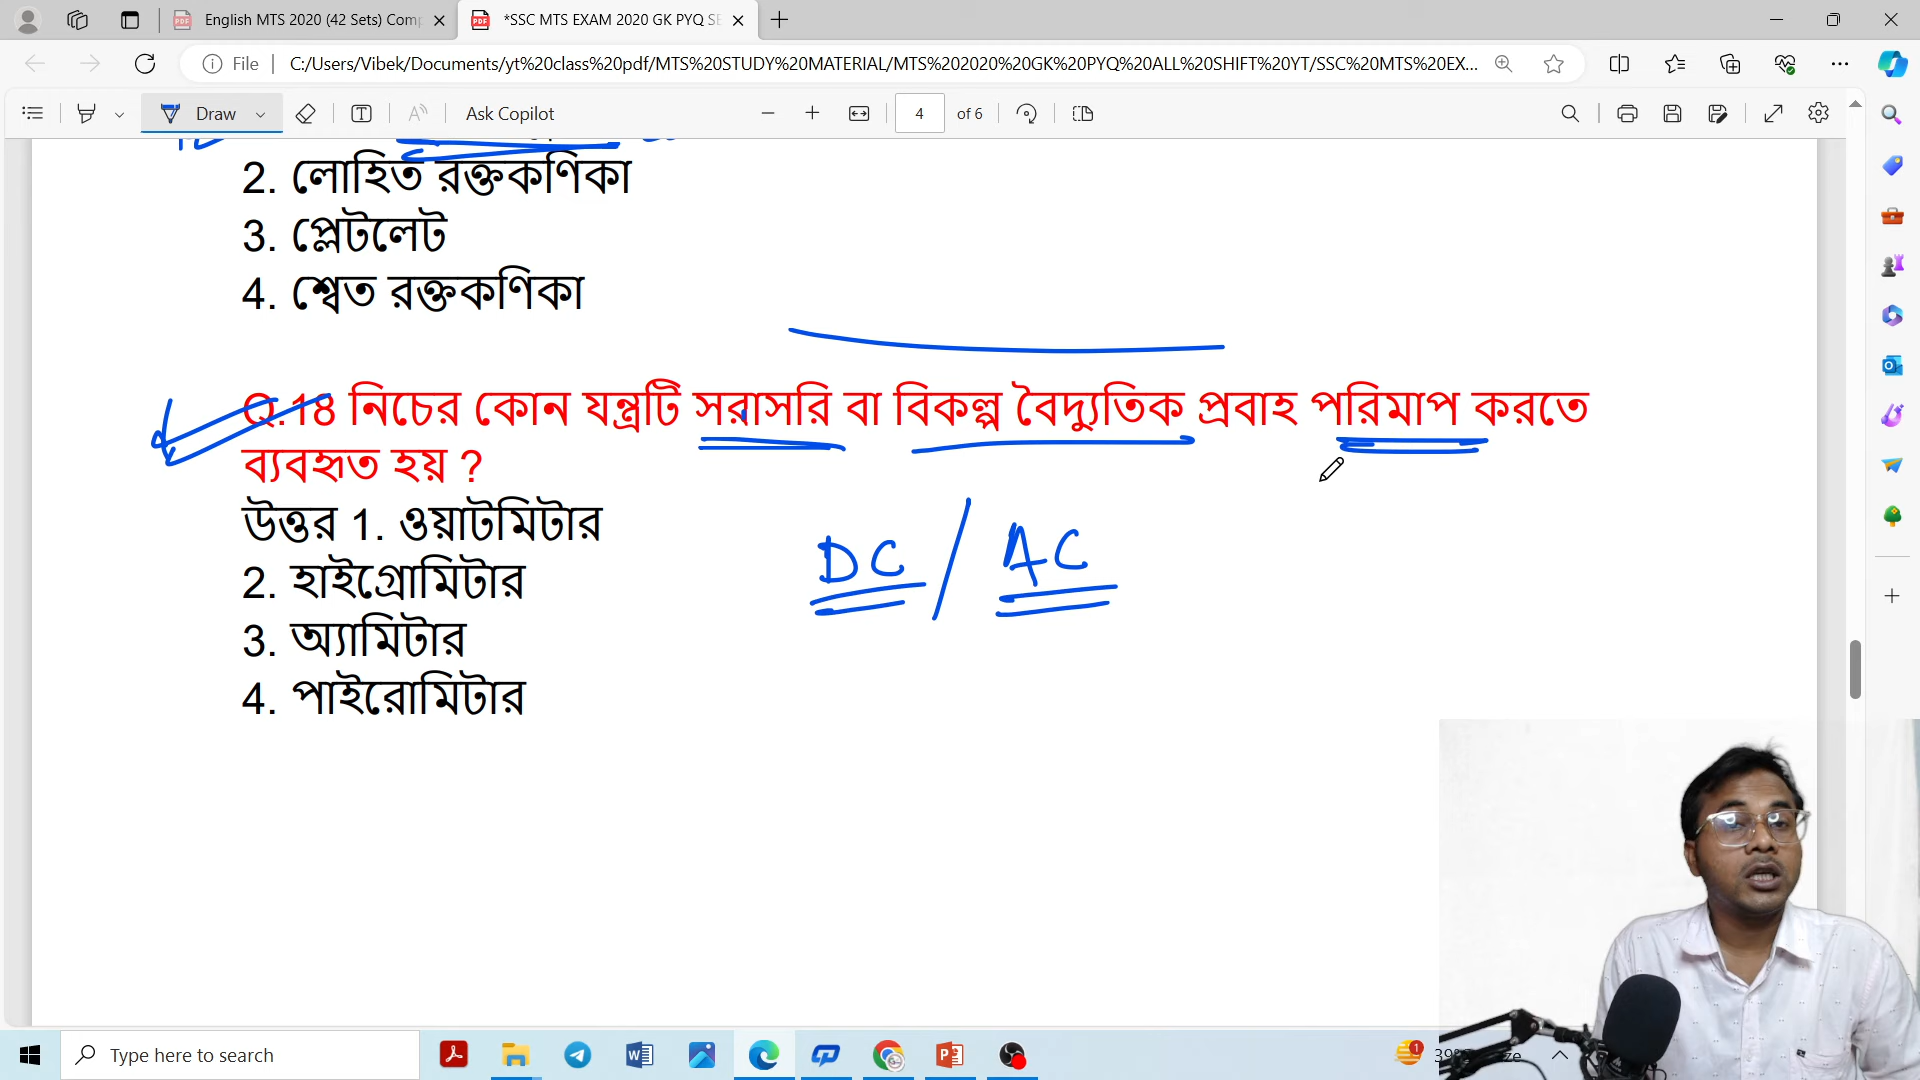 English MTS 2020 (42 Sets) Com
*SSC MTS EXAM 2020 GK PYQ SE
File
C:/Users/Vibek/Documents/yt%20class%20pdf/MTS%20STUDY%20MATERIAL/MTS%202020%20GK%20PYQ%20ALL%20SHIFT%20YT/SSC%20MTS%20EX...
Draw
Ask Copilot
4 of 6
2. লোহিত রক্তকণিকা
3. প্লেটলেট
4. শ্বেত রক্তকণিকা
Q.18 নিচের কোন যন্ত্রটি সরাসরি বা বিকল্প বৈদ্যুতিক প্রবাহ পরিমাপ করতে
ব্যবহৃত হয় ?
উত্তর 1. ওয়াটমিটার
2. হাইগ্রোমিটার
3. অ্যামিটার
4. পাইরোমিটার
DC / AC
Type here to search